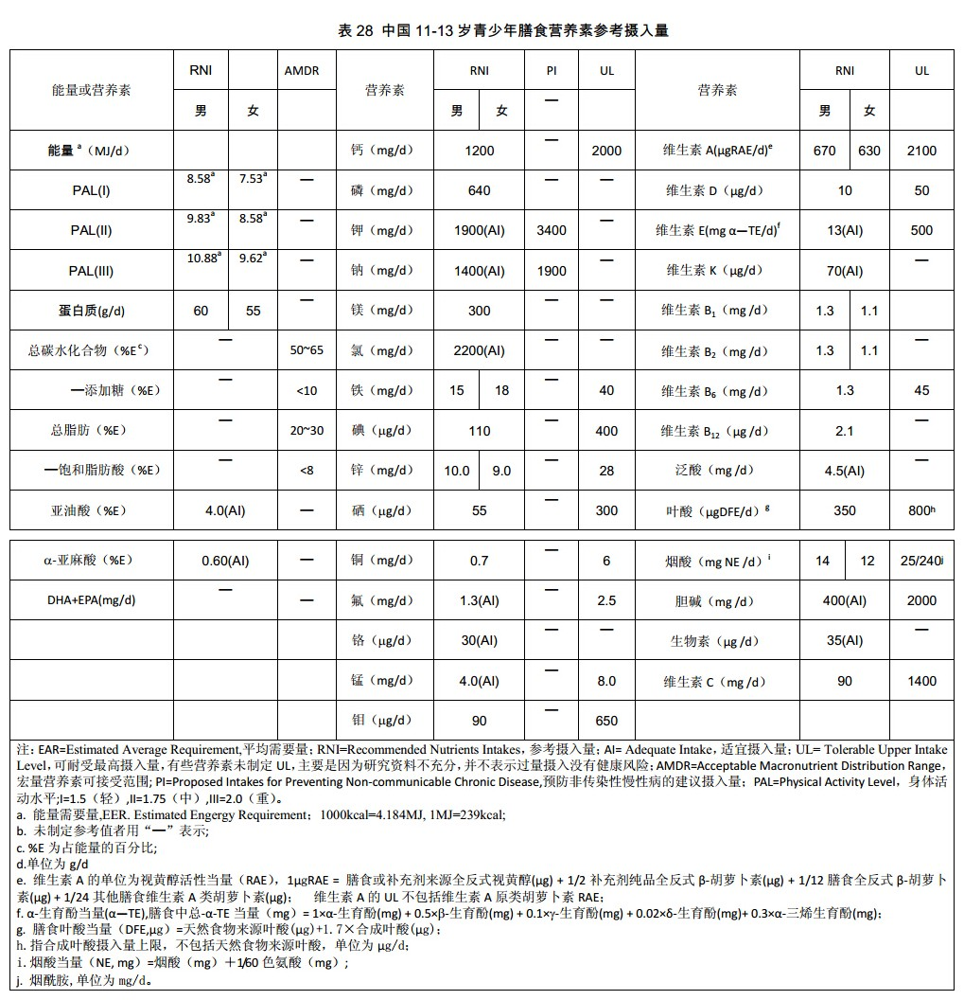 表 28 中国 11-13 岁青少年膳食营养素参考摄入量
能量或营养素 RNI AMDR 营养素 RNI PI UL 营养素 RNI UL
男 女 男 女 — 男 女
能量 a（MJ/d） 钙（mg/d） 1200 — 2000 维生素 A(μgRAE/d)e 670 630 2100
PAL(I) 8.58a 7.53a — 磷（mg/d） 640 — — 维生素 D（μg/d） 10 50
PAL(II) 9.83a 8.58a — 钾（mg/d） 1900(AI) 3400 — 维生素 E(mg α—TE/d)f 13(AI) 500
PAL(III) 10.88a 9.62a — 钠（mg/d） 1400(AI) 1900 — 维生素 K（μg/d） 70(AI) —
蛋白质(g/d) 60 55 — 镁（mg/d） 300 — — 维生素 B1（mg /d） 1.3 1.1
总碳水化合物（%Ec） — 50~65 氯（mg/d） 2200(AI) — — 维生素 B2（mg /d） 1.3 1.1 —
—添加糖（%E） — <10 铁（mg/d） 15 18 — 40 维生素 B6（mg /d） 1.3 45
总脂肪（%E） — 20~30 碘（μg/d） 110 — 400 维生素 B12（μg /d） 2.1 —
—饱和脂肪酸（%E） — <8 锌（mg/d） 10.0 9.0 — 28 泛酸（mg /d） 4.5(AI) —
亚油酸（%E） 4.0(AI) — 硒（μg/d） 55 — 300 叶酸（μgDFE/d）g 350 800h
α-亚麻酸（%E） 0.60(AI) — 铜（mg/d） 0.7 — 6 烟酸（mg NE /d）i 14 12 25/240j
DHA+EPA(mg/d) — — 氟（mg/d） 1.3(AI) — 2.5 胆碱（mg /d） 400(AI) 2000
铬（μg/d） 30(AI) — — 生物素（μg /d） 35(AI) —
锰（mg/d） 4.0(AI) — 8.0 维生素 C（mg /d） 90 1400
钼（μg/d） 90 — 650
注：EAR=Estimated Average Requirement,平均需要量；RNI=Recommended Nutrients Intakes，参考摄入量；AI= Adequate Intake，适宜摄入量；UL= Tolerable Upper Intake
Level，可耐受最高摄入量，有些营养素未制定 UL，主要是因为研究资料不充分，并不表示过量摄入没有健康风险；AMDR=Acceptable Macronutrient Distribution Range，
宏量营养素可接受范围；PI=Proposed Intakes for Preventing Non-communicable Chronic Disease,预防非传染性慢性病的建议摄入量；PAL=Physical Activity Level，身体活
动水平;I=1.5（轻）,II=1.75（中）,III=2.0（重）。
a. 能量需要量,EER. Estimated Engergy Requirement；1000kcal=4.184MJ, 1MJ=239kcal;
b. 未制定参考值者用“—”表示;
c. %E 为占能量的百分比;
d.单位为 g/d
e. 维生素 A 的单位为视黄醇活性当量（RAE），1μgRAE = 膳食或补充剂来源全反式视黄醇(μg) + 1/2 补充剂纯品全反式 β-胡萝卜素(μg) + 1/12 膳食全反式 β-胡萝卜
素(μg) + 1/24 其他膳食维生素 A 类胡萝卜素(μg)； 维生素 A 的 UL 不包括维生素 A 原类胡萝卜素 RAE；
f. α-生育酚当量(α—TE),膳食中总-α-TE 当量（mg）= 1×α-生育酚(mg) + 0.5×β-生育酚(mg) + 0.1×γ-生育酚(mg) + 0.02×δ-生育酚(mg)+ 0.3×α-三烯生育酚(mg)；
g. 膳食叶酸当量（DFE,μg）=天然食物来源叶酸(μg)+1.7×合成叶酸(μg)；
h. 指合成叶酸摄入量上限，不包括天然食物来源叶酸，单位为 μg/d；
i. 烟酸当量（NE, mg）=烟酸（mg）＋1/60 色氨酸（mg）;
j. 烟酰胺, 单位为 mg/d。